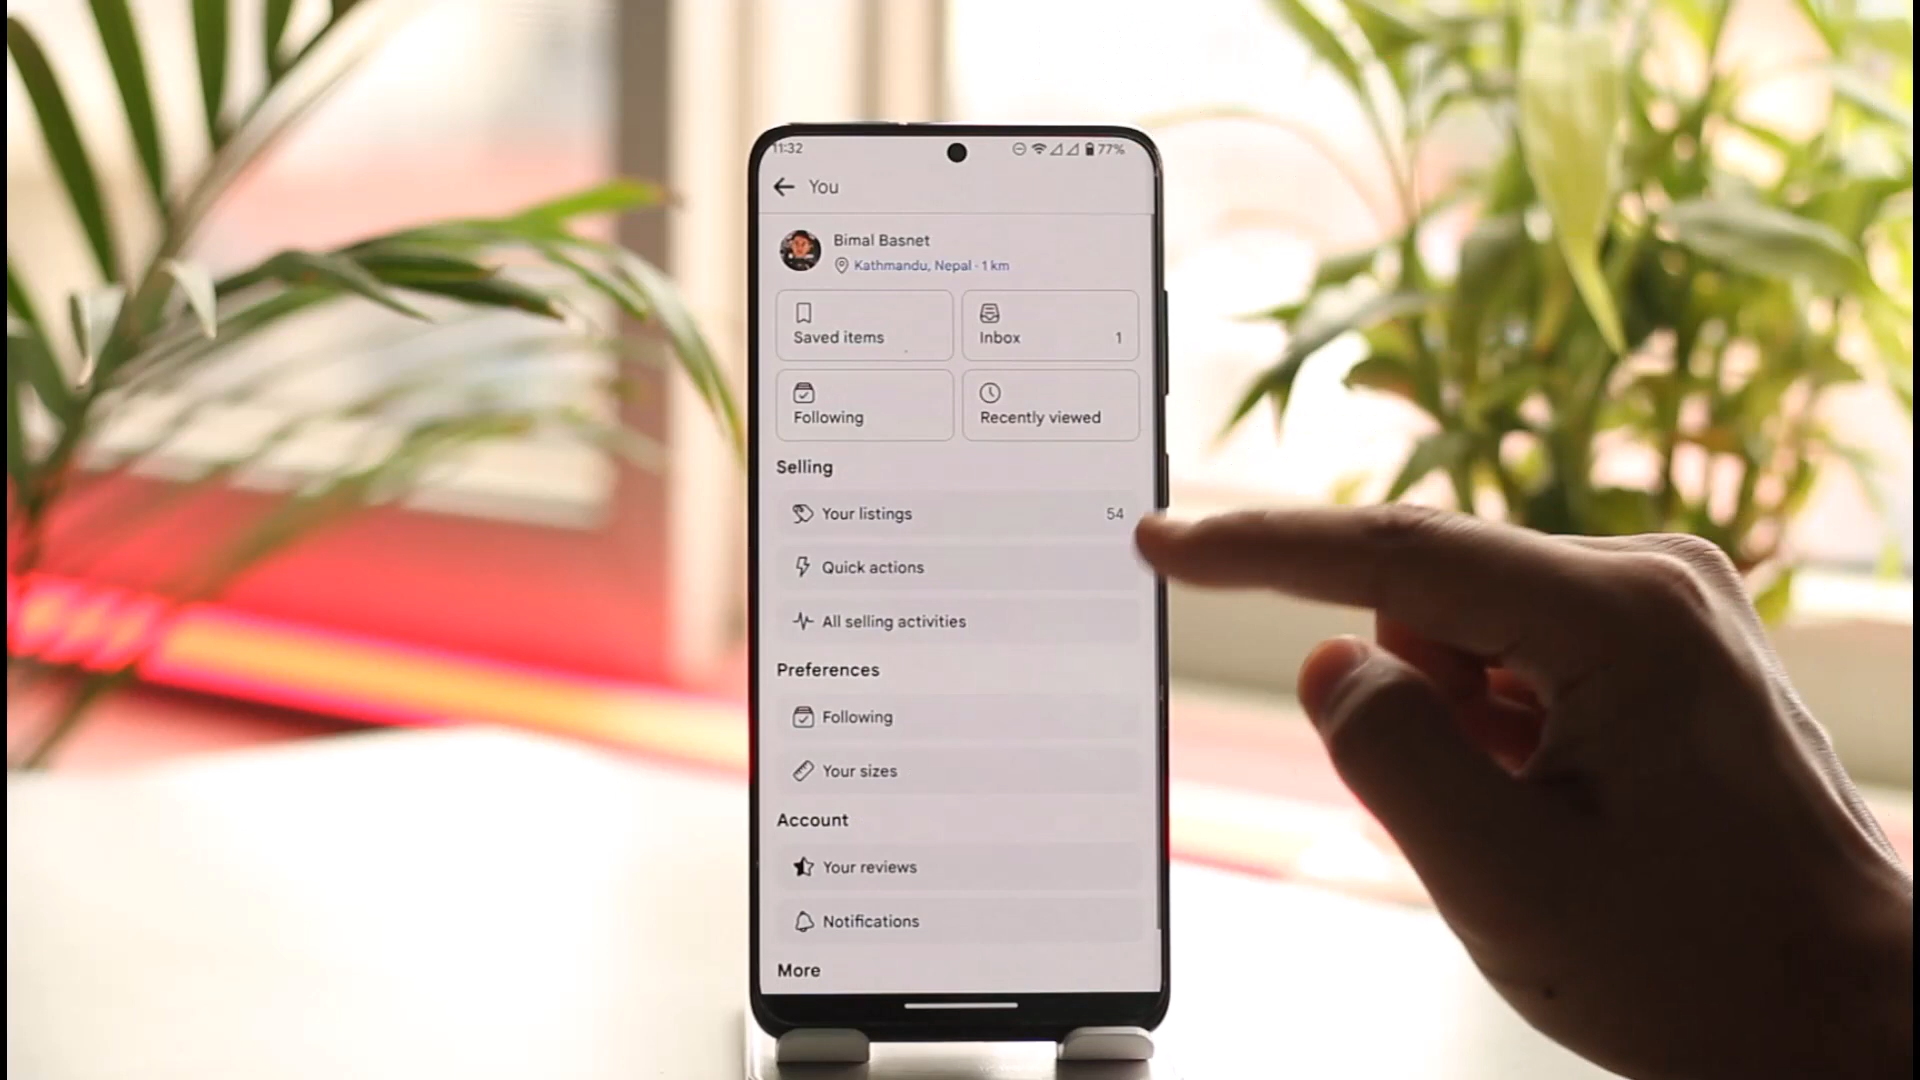 11:32 77%
You
Bimal Basnet
Kathmandu, Nepal · 1 km
Saved items
Inbox 1
Following
Recently viewed
Selling
Your listings 54
Quick actions
All selling activities
Preferences
Following
Your sizes
Account
Your reviews
Notifications
More